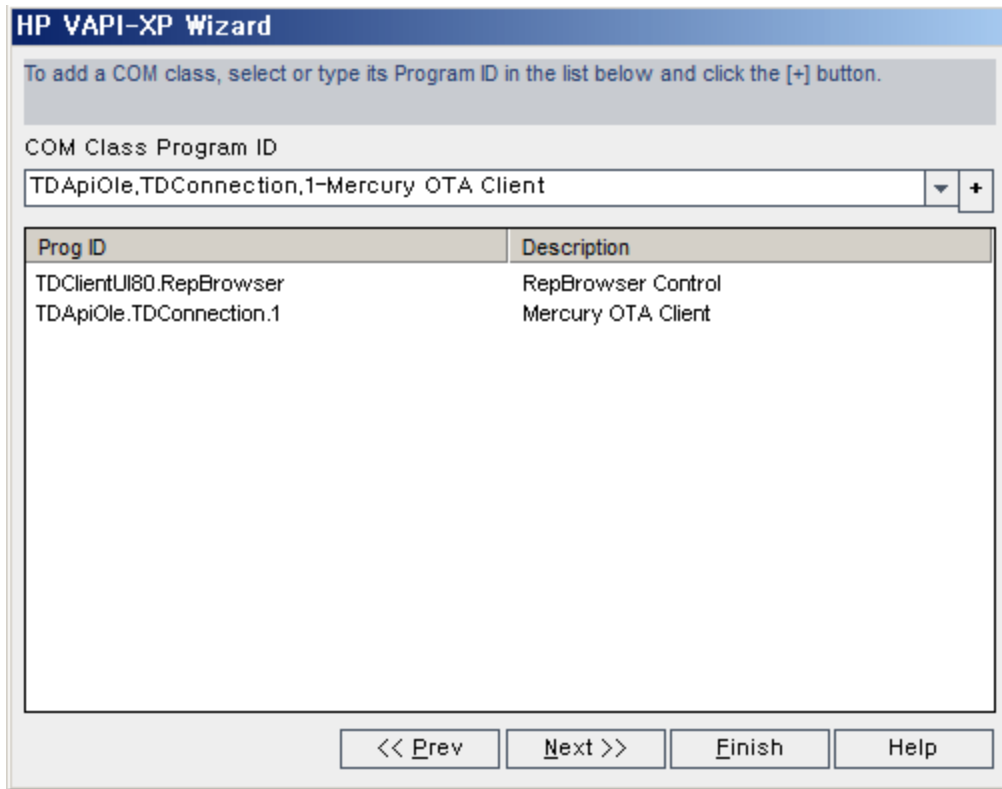 HP VAPI-XP Wizard
To add a COM class, select or type its Program ID in the list below and click the [+] button.
COM Class Program ID
TDApiOle,TDConnection,1-Mercury OTA Client
+
Prog ID Description
TDClientUI80.RepBrowser RepBrowser Control
TDApiOle.TDConnection.1 Mercury OTA Client
<< Prev Next >> Finish Help